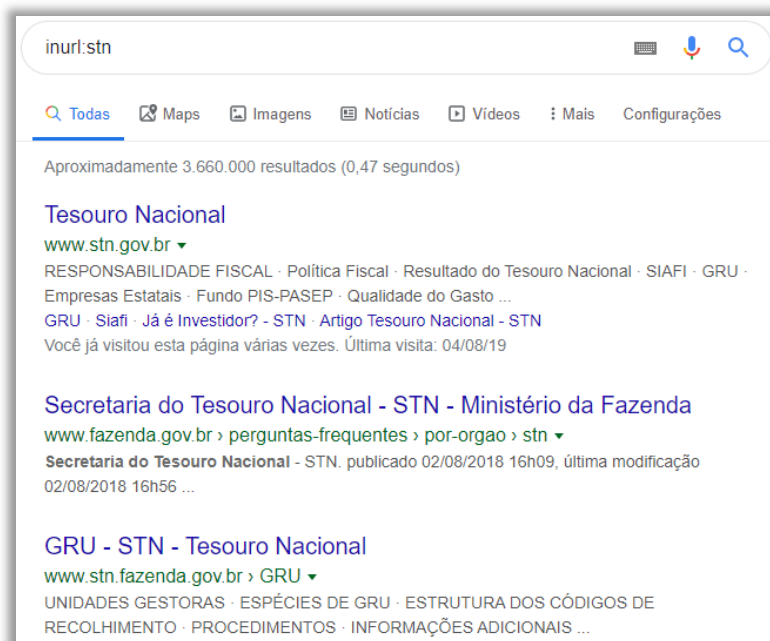 inurl:stn
Todas Maps Imagens Notícias Vídeos Mais Configurações
Aproximadamente 3.660.000 resultados (0,47 segundos)
Tesouro Nacional
www.stn.gov.br
RESPONSABILIDADE FISCAL · Política Fiscal · Resultado do Tesouro Nacional · SIAFI · GRU ·
Empresas Estatais · Fundo PIS-PASEP · Qualidade do Gasto ...
GRU · Siafi · Já é Investidor? - STN · Artigo Tesouro Nacional - STN
Você já visitou esta página várias vezes. Última visita: 04/08/19
Secretaria do Tesouro Nacional - STN - Ministério da Fazenda
www.fazenda.gov.br › perguntas-frequentes › por-orgao › stn
Secretaria do Tesouro Nacional - STN. publicado 02/08/2018 16h09, última modificação
02/08/2018 16h56 ...
GRU - STN - Tesouro Nacional
www.stn.fazenda.gov.br › GRU
UNIDADES GESTORAS · ESPÉCIES DE GRU · ESTRUTURA DOS CÓDIGOS DE
RECOLHIMENTO · PROCEDIMENTOS · INFORMAÇÕES ADICIONAIS ...